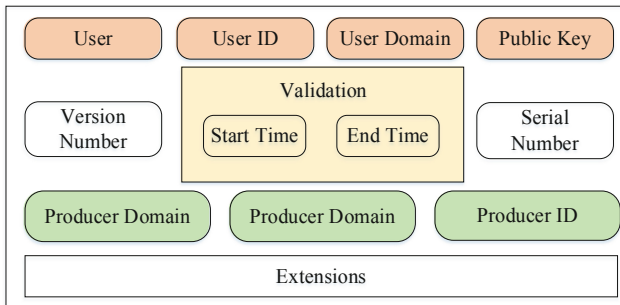 User
User ID
User Domain
Public Key
Version
Number
Validation
Start Time
End Time
Serial
Number
Producer Domain
Producer Domain
Producer ID
Extensions